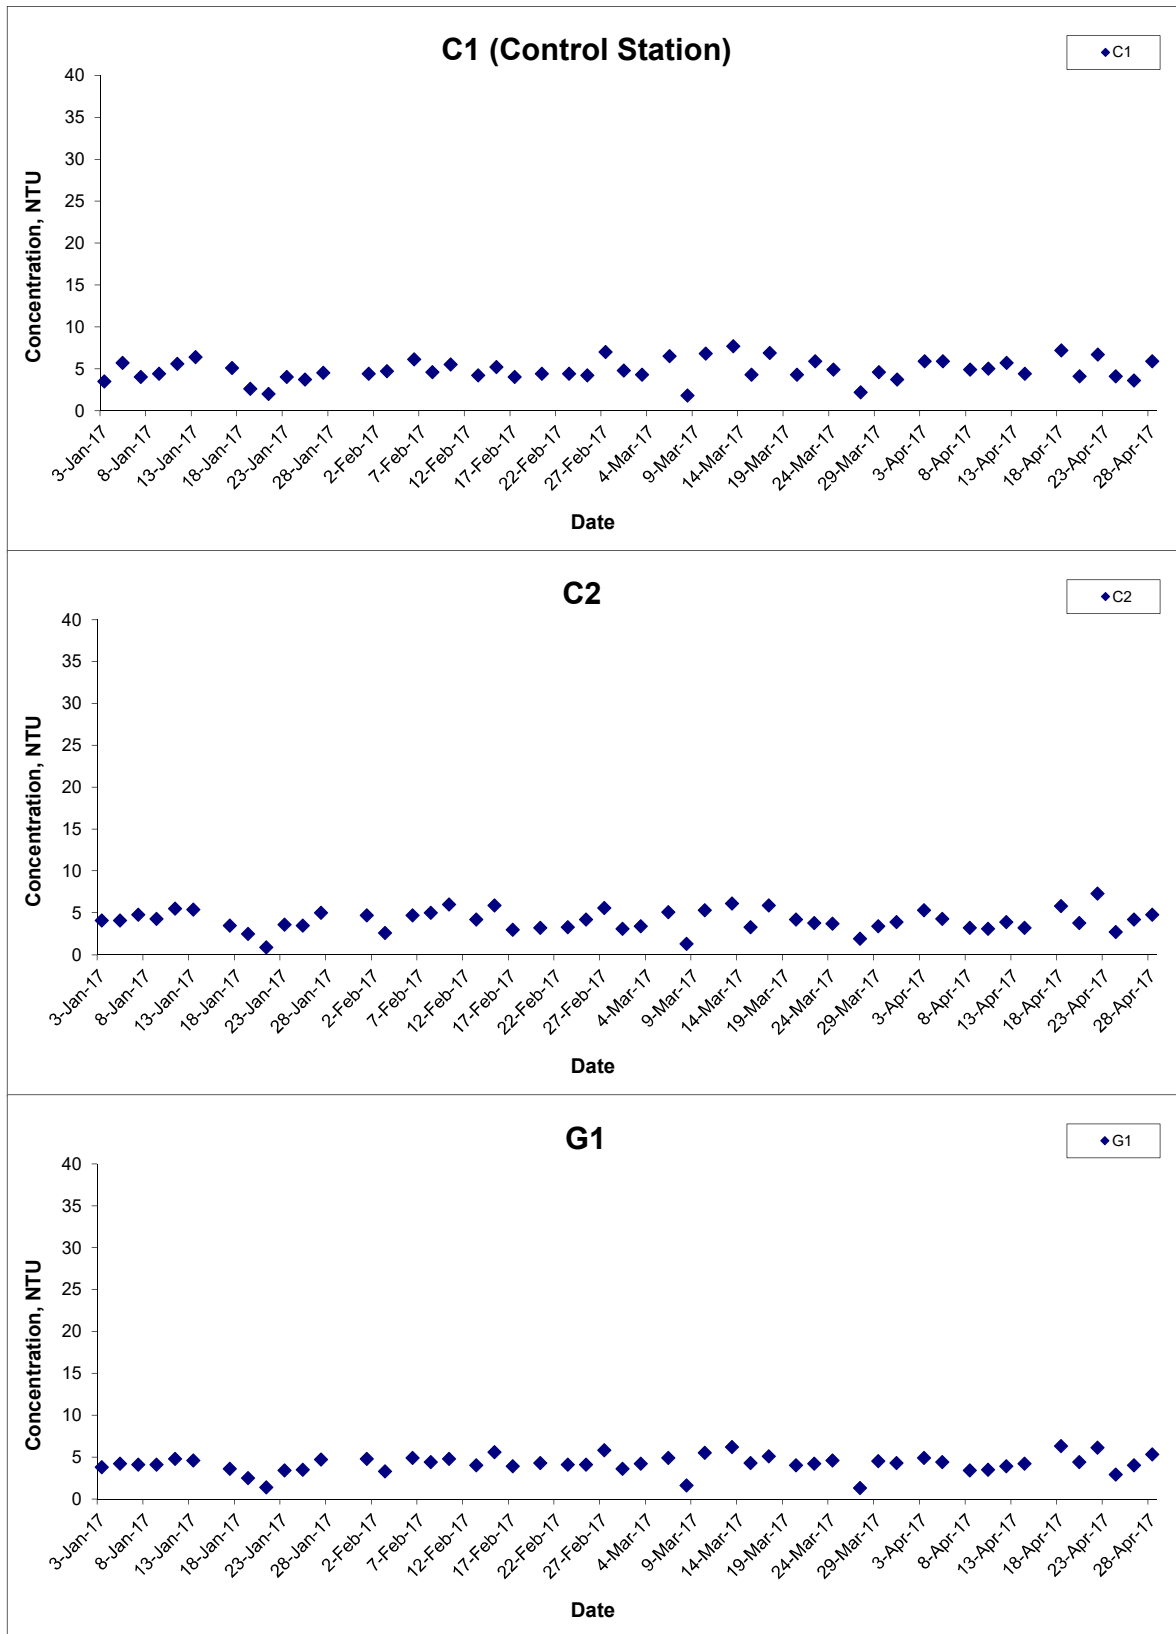 C1 (Control Station)
C1
Concentration, NTU
40
35
30
25
20
15
10
5
0
3-Jan-17
8-Jan-17
13-Jan-17
18-Jan-17
23-Jan-17
28-Jan-17
2-Feb-17
7-Feb-17
12-Feb-17
17-Feb-17
22-Feb-17
27-Feb-17
4-Mar-17
9-Mar-17
14-Mar-17
19-Mar-17
24-Mar-17
29-Mar-17
3-Apr-17
8-Apr-17
13-Apr-17
18-Apr-17
23-Apr-17
28-Apr-17
Date
C2
C2
Concentration, NTU
40
35
30
25
20
15
10
5
0
3-Jan-17
8-Jan-17
13-Jan-17
18-Jan-17
23-Jan-17
28-Jan-17
2-Feb-17
7-Feb-17
12-Feb-17
17-Feb-17
22-Feb-17
27-Feb-17
4-Mar-17
9-Mar-17
14-Mar-17
19-Mar-17
24-Mar-17
29-Mar-17
3-Apr-17
8-Apr-17
13-Apr-17
18-Apr-17
23-Apr-17
28-Apr-17
Date
G1
G1
Concentration, NTU
40
35
30
25
20
15
10
5
0
3-Jan-17
8-Jan-17
13-Jan-17
18-Jan-17
23-Jan-17
28-Jan-17
2-Feb-17
7-Feb-17
12-Feb-17
17-Feb-17
22-Feb-17
27-Feb-17
4-Mar-17
9-Mar-17
14-Mar-17
19-Mar-17
24-Mar-17
29-Mar-17
3-Apr-17
8-Apr-17
13-Apr-17
18-Apr-17
23-Apr-17
28-Apr-17
Date